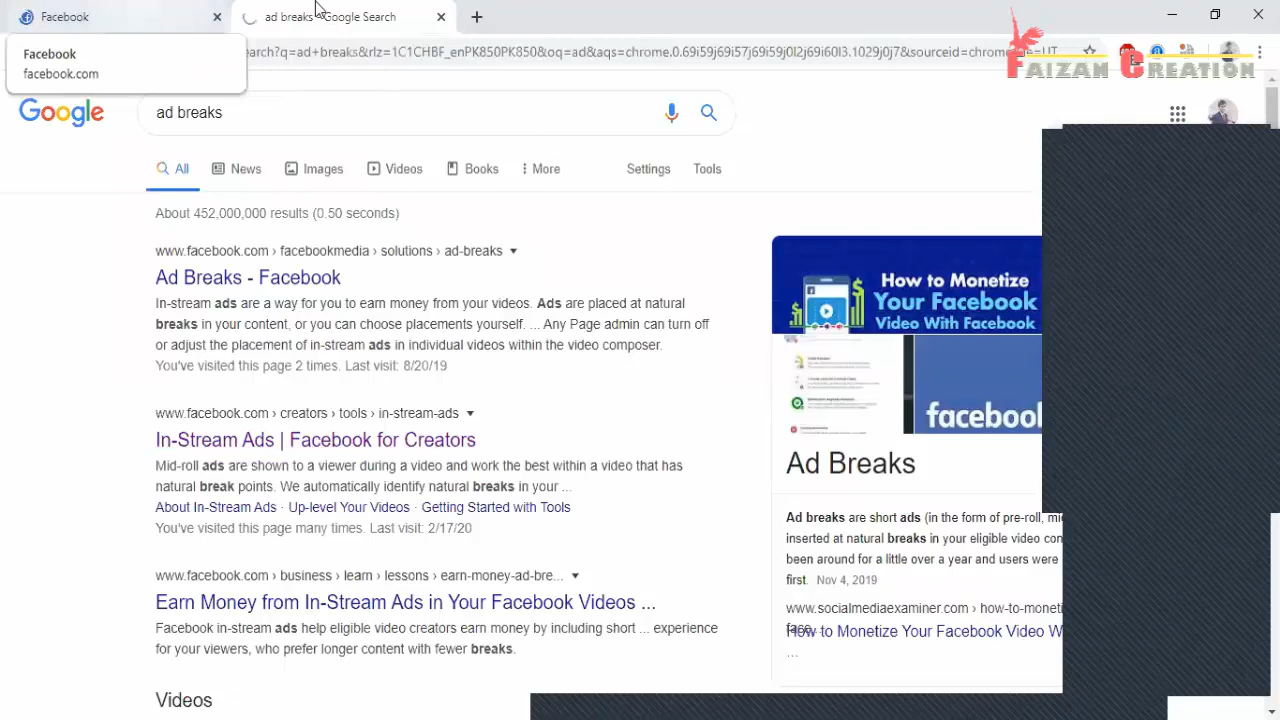 Facebook
ad breaks - Google Search
Facebook
facebook.com
FAIZAN CREATION
Google
ad breaks
All
News
Images
Videos
Books
More
Settings
Tools
About 452,000,000 results (0.50 seconds)
www.facebook.com › facebookmedia › solutions › ad-breaks
Ad Breaks - Facebook
In-stream ads are a way for you to earn money from your videos. Ads are placed at natural
breaks in your content, or you can choose placements yourself. ... Any Page admin can turn off
or adjust the placement of in-stream ads in individual videos within the video composer.
You've visited this page 2 times. Last visit: 8/20/19
www.facebook.com › creators › tools › in-stream-ads
In-Stream Ads | Facebook for Creators
Mid-roll ads are shown to a viewer during a video and work the best within a video that has
natural break points. We automatically identify natural breaks in your ...
About In-Stream Ads · Up-level Your Videos · Getting Started with Tools
You've visited this page many times. Last visit: 2/17/20
www.facebook.com › business › learn › lessons › earn-money-ad-bre...
Earn Money from In-Stream Ads in Your Facebook Videos ...
Facebook in-stream ads help eligible video creators earn money by including short ... experience
for your viewers, who prefer longer content with fewer breaks.
Videos
How to Monetize
Your Facebook
Video With Facebook
facebook
Ad Breaks
Ad breaks are short ads (in the form of pre-roll,
inserted at natural breaks in your eligible video
been around for a little over a year and users were
first. Nov 4, 2019
www.socialmediaexaminer.com › how-to-moneti
How to Monetize Your Facebook Video
...